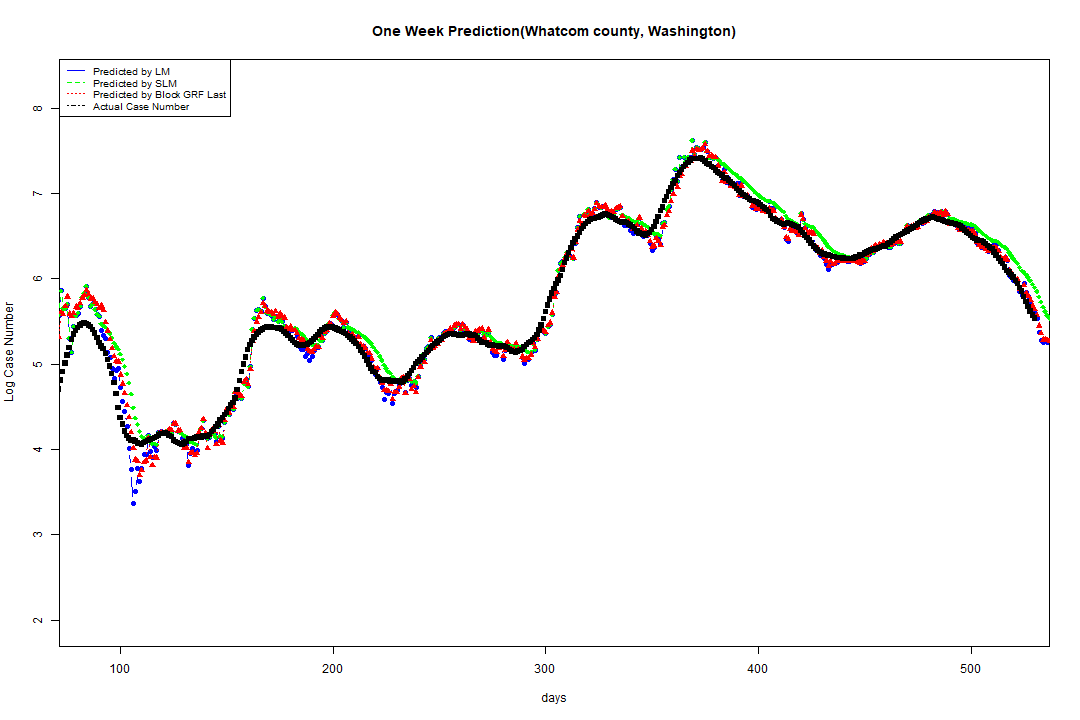 One Week Prediction(Whatcom county, Washington)
Predicted by LM
Predicted by SLM
Predicted by Block GRF Last
Actual Case Number
8
7
6
5
4
3
2
Log Case Number
100 200 300 400 500
days